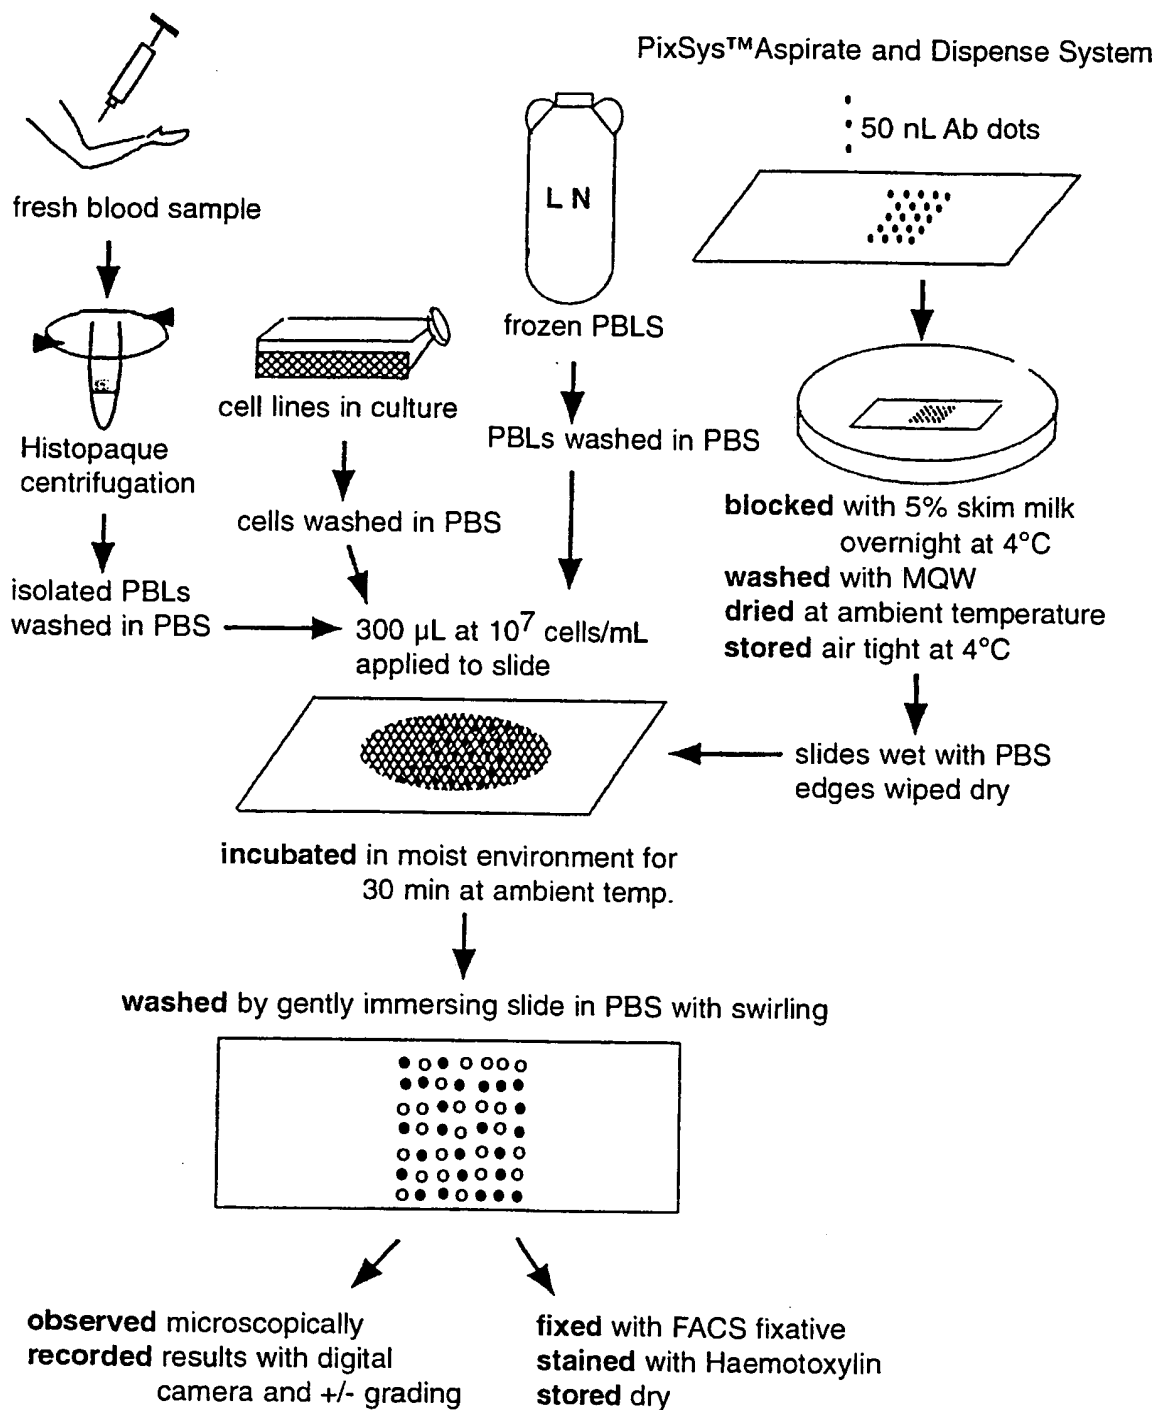 PixSys™Aspirate and Dispense System
50 nL Ab dots
fresh blood sample
L N
frozen PBLS
cell lines in culture
Histopaque
centrifugation
PBLs washed in PBS
cells washed in PBS
blocked with 5% skim milk
overnight at 4°C
washed with MQW
dried at ambient temperature
stored air tight at 4°C
isolated PBLs
washed in PBS
300 µL at 10⁷ cells/mL
applied to slide
slides wet with PBS
edges wiped dry
incubated in moist environment for
30 min at ambient temp.
washed by gently immersing slide in PBS with swirling
observed microscopically
recorded results with digital
camera and +/- grading
fixed with FACS fixative
stained with Haemotoxylin
stored dry